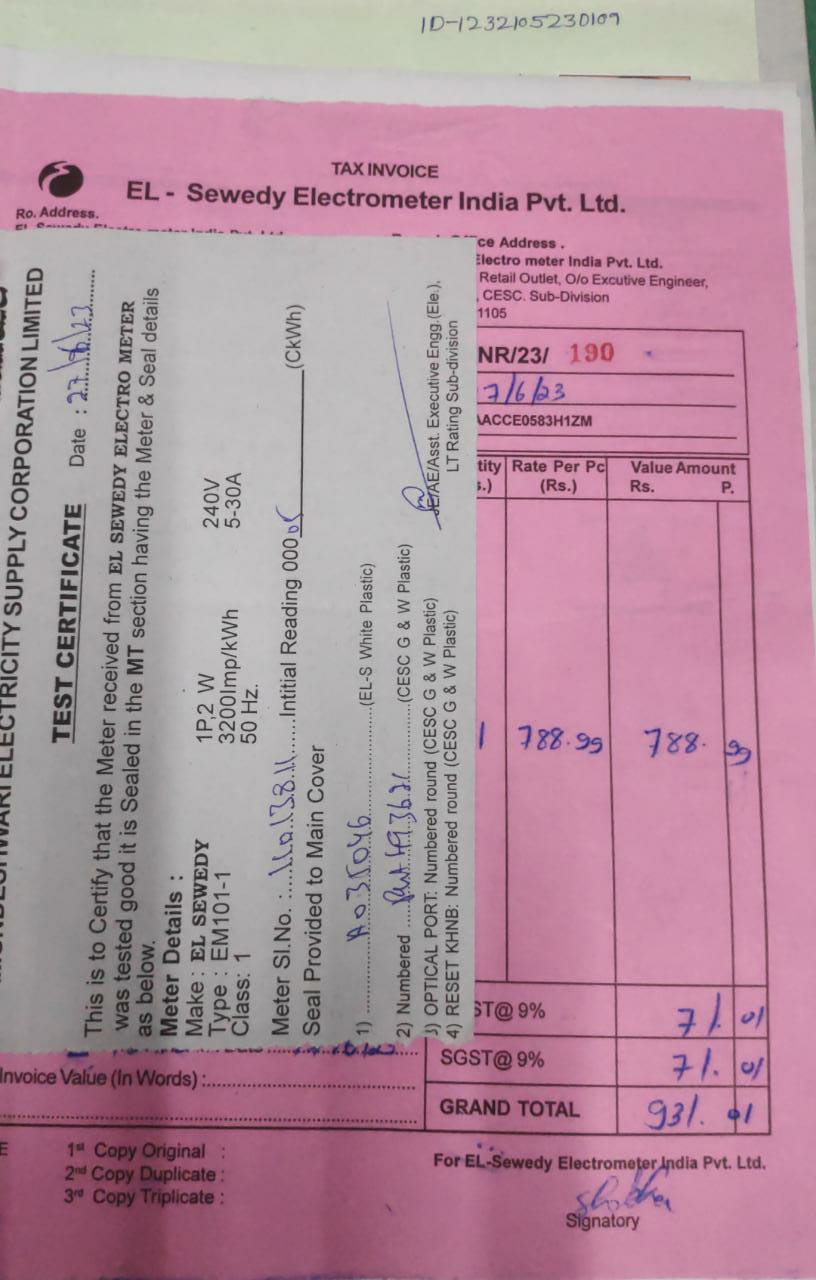 ID-1232105230109
TAX INVOICE
EL - Sewedy Electrometer India Pvt. Ltd.
Ro. Address.
ce Address .
Electro meter India Pvt. Ltd.
Retail Outlet, O/o Excutive Engineer,
, CESC. Sub-Division
1105
NR/23/ 190
7/6/23
AACCE0583H1ZM
tity Rate Per Pc Value Amount
s.) (Rs.) Rs. P.
1 788.99 788. 99
ST@ 9% 71. 01
SGST@ 9% 71. 01
GRAND TOTAL 931. 01
Invoice Value (In Words) :
1st Copy Original :
2nd Copy Duplicate :
3rd Copy Triplicate :
For EL-Sewedy Electrometer India Pvt. Ltd.
Signatory
ELECTRICITY SUPPLY CORPORATION LIMITED
TEST CERTIFICATE Date : 27/6/23
This is to Certify that the Meter received from EL SEWEDY ELECTRO METER
was tested good it is Sealed in the MT section having the Meter & Seal details
as below.
Meter Details :
Make : EL SEWEDY 1P,2 W 240V
Type : EM101-1 3200Imp/kWh 5-30A
Class: 1 50 Hz.
Meter Sl.No. : Intitial Reading 00005 (CkWh)
Seal Provided to Main Cover
1) A035046 (EL-S White Plastic)
2) Numbered (CESC G & W Plastic)
3) OPTICAL PORT: Numbered round (CESC G & W Plastic)
4) RESET KHNB: Numbered round (CESC G & W Plastic)
JE/AE/Asst. Executive Engg.(Ele.),
LT Rating Sub-division